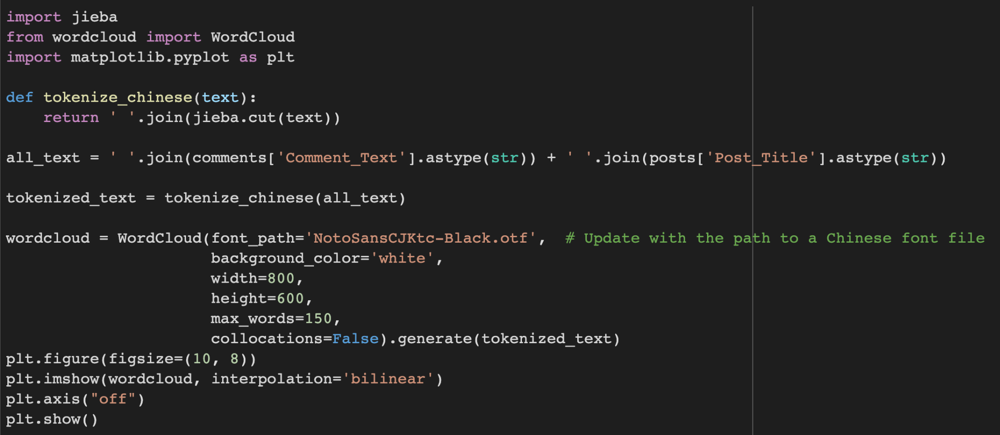 import jieba
from wordcloud import WordCloud
import matplotlib.pyplot as plt

def tokenize_chinese(text):
    return ' '.join(jieba.cut(text))

all_text = ' '.join(comments['Comment_Text'].astype(str)) + ' '.join(posts['Post_Title'].astype(str))

tokenized_text = tokenize_chinese(all_text)

wordcloud = WordCloud(font_path='NotoSansCJKtc-Black.otf',  # Update with the path to a Chinese font file
                      background_color='white',
                      width=800,
                      height=600,
                      max_words=150,
                      collocations=False).generate(tokenized_text)
plt.figure(figsize=(10, 8))
plt.imshow(wordcloud, interpolation='bilinear')
plt.axis("off")
plt.show()